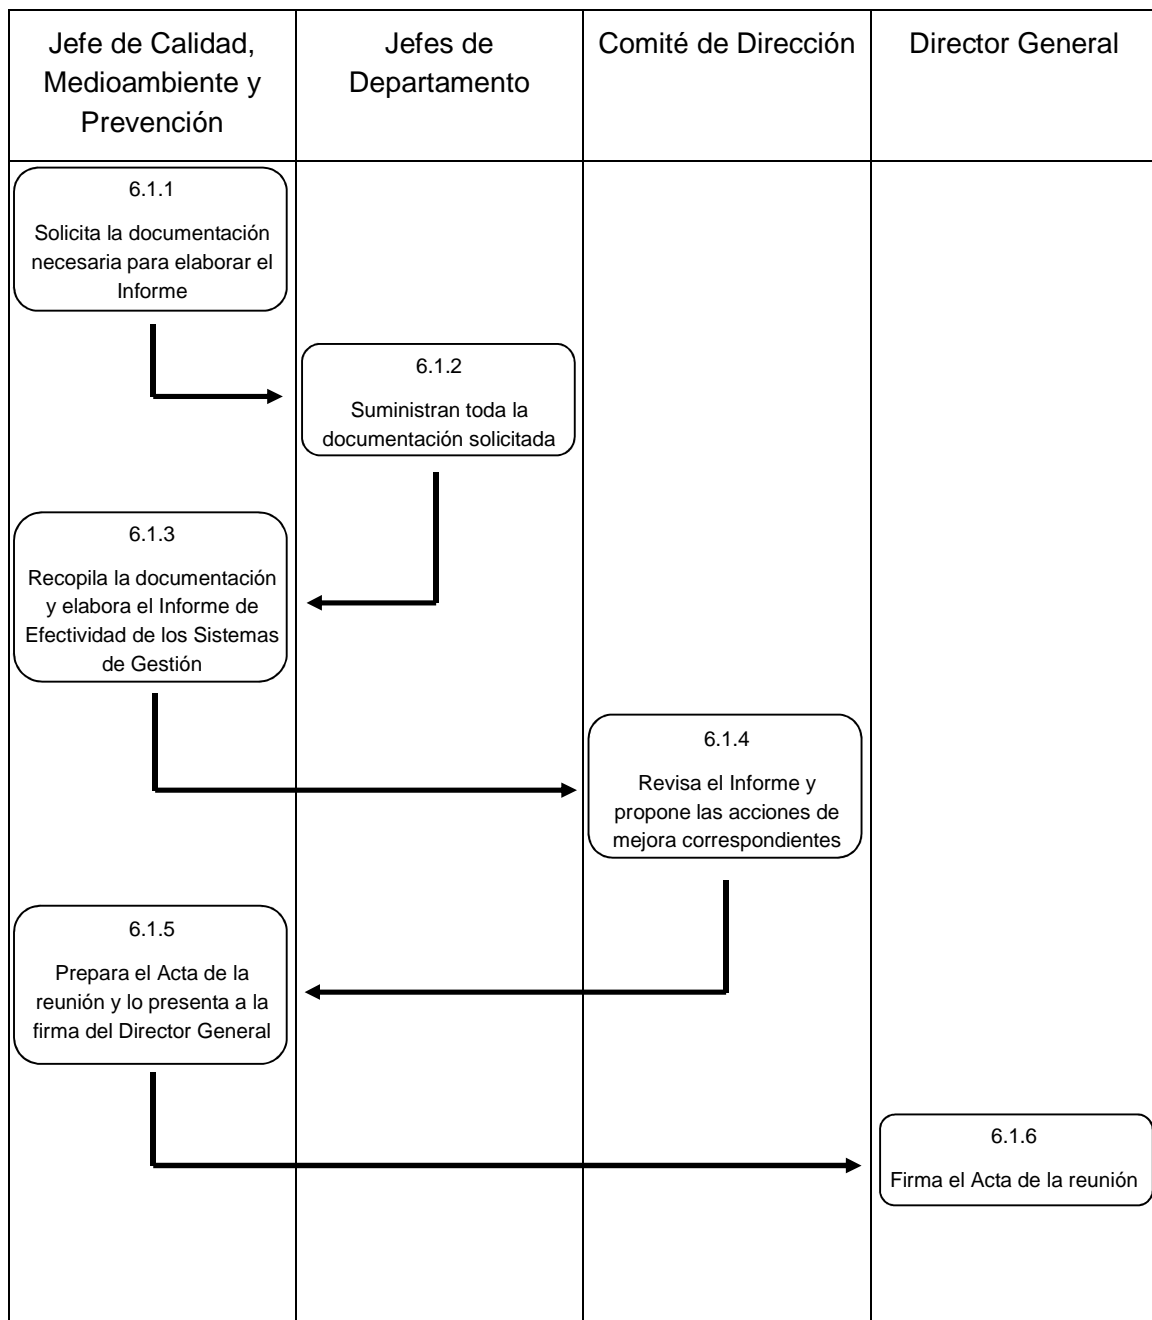 Jefe de Calidad,
Medioambiente y
Prevención
Jefes de
Departamento
Comité de Dirección
Director General
6.1.1
Solicita la documentación
necesaria para elaborar el
Informe
6.1.2
Suministran toda la
documentación solicitada
6.1.3
Recopila la documentación
y elabora el Informe de
Efectividad de los Sistemas
de Gestión
6.1.4
Revisa el Informe y
propone las acciones de
mejora correspondientes
6.1.5
Prepara el Acta de la
reunión y lo presenta a la
firma del Director General
6.1.6
Firma el Acta de la reunión